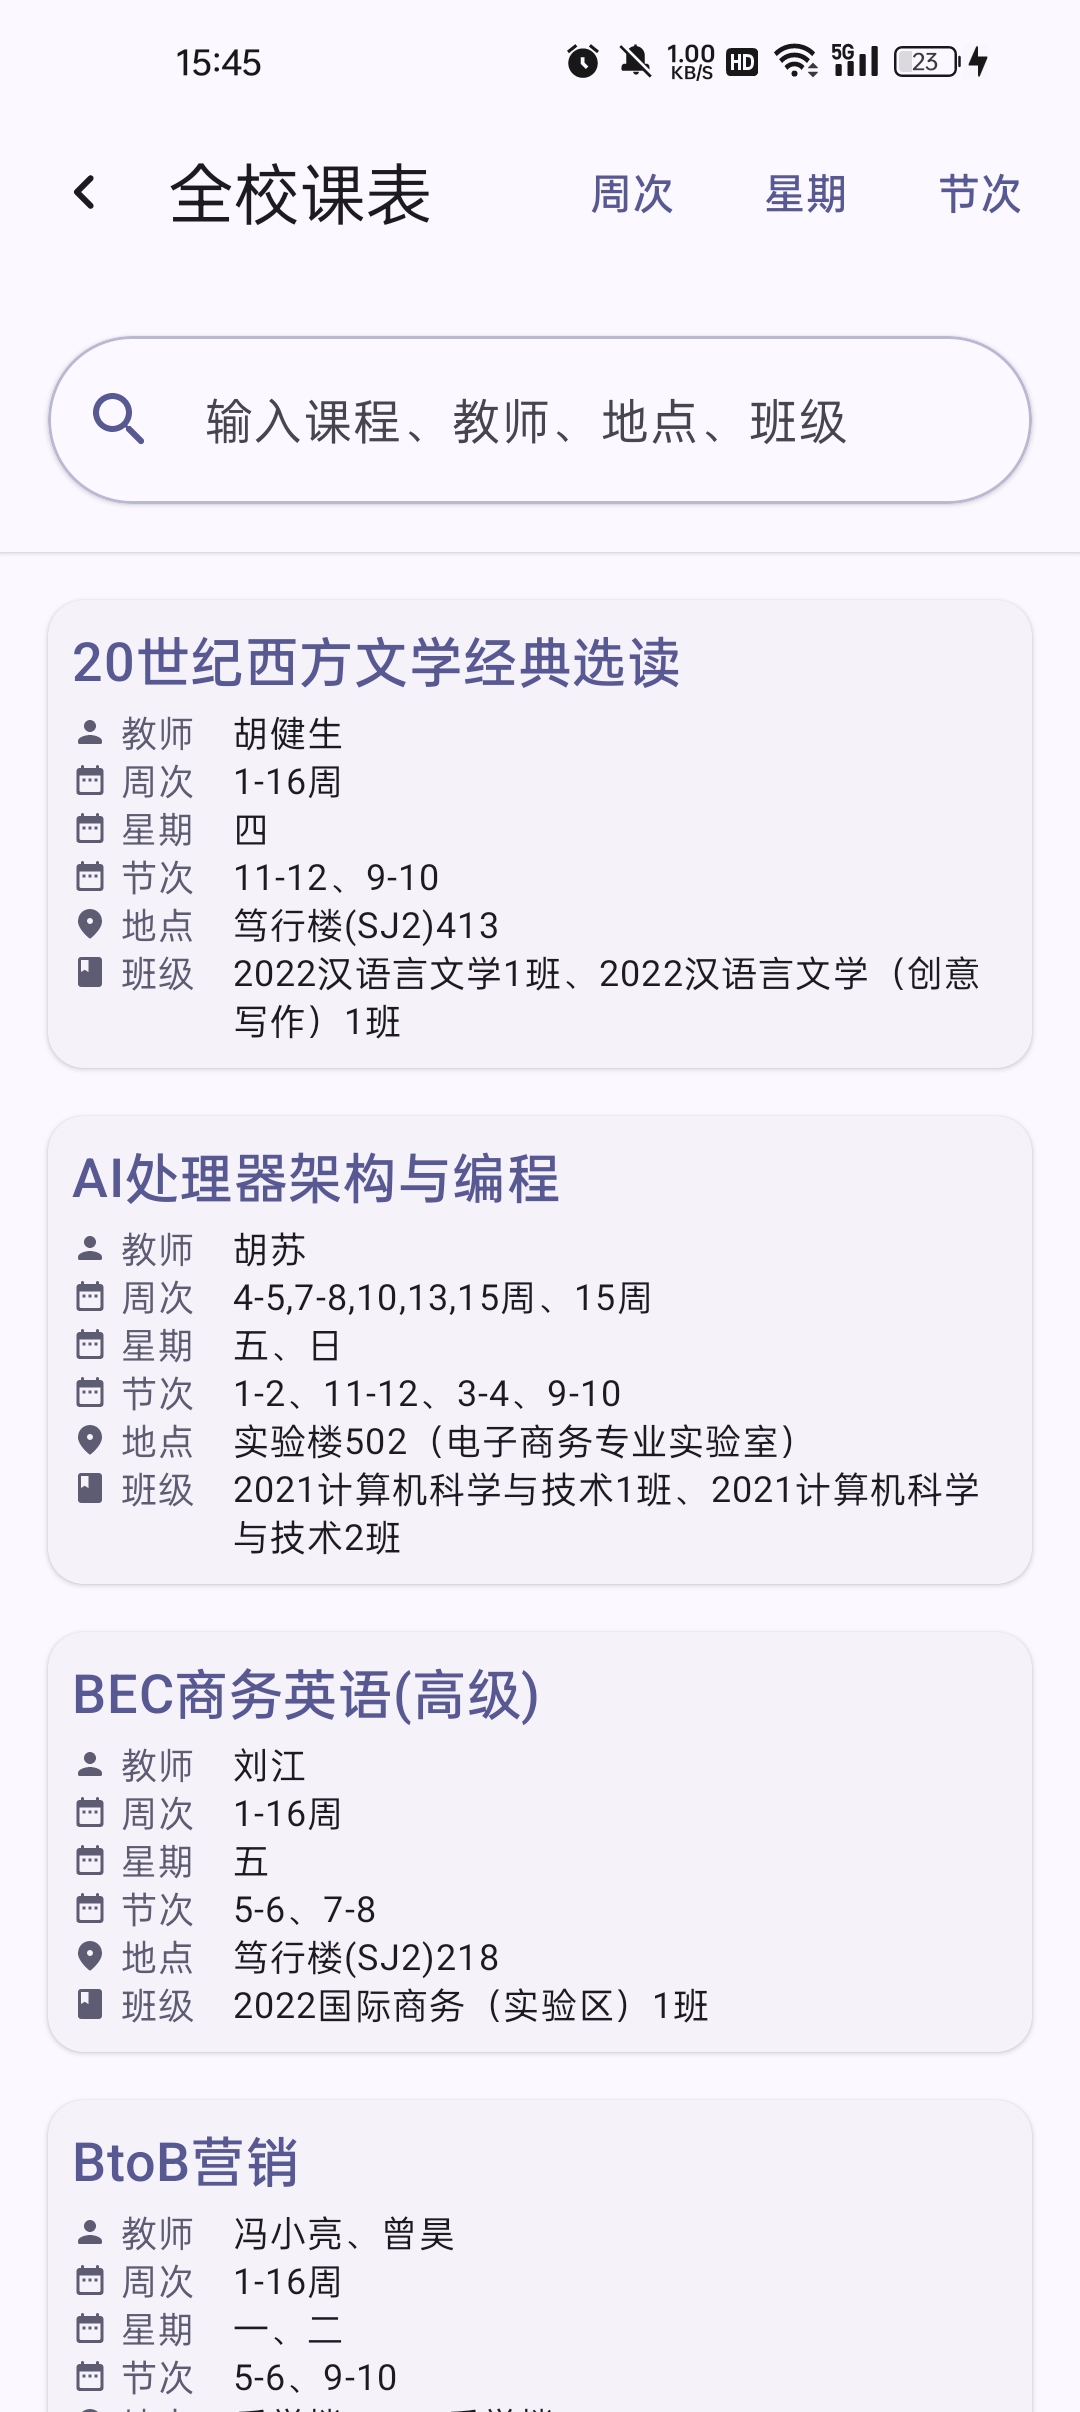 15:45
1.00 KB/S HD 5G 23
全校课表 周次 星期 节次
输入课程、教师、地点、班级
20世纪西方文学经典选读
教师 胡健生
周次 1-16周
星期 四
节次 11-12、9-10
地点 笃行楼(SJ2)413
班级 2022汉语言文学1班、2022汉语言文学（创意
写作）1班
AI处理器架构与编程
教师 胡苏
周次 4-5,7-8,10,13,15周、15周
星期 五、日
节次 1-2、11-12、3-4、9-10
地点 实验楼502（电子商务专业实验室）
班级 2021计算机科学与技术1班、2021计算机科学
与技术2班
BEC商务英语(高级)
教师 刘江
周次 1-16周
星期 五
节次 5-6、7-8
地点 笃行楼(SJ2)218
班级 2022国际商务（实验区）1班
BtoB营销
教师 冯小亮、曾昊
周次 1-16周
星期 一、二
节次 5-6、9-10